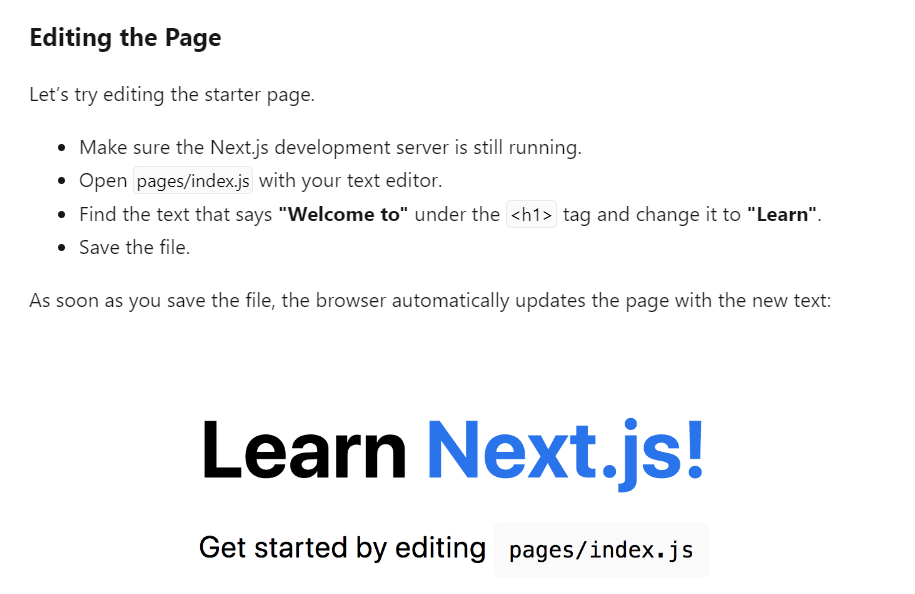 Editing the Page
Let’s try editing the starter page.
Make sure the Next.js development server is still running.
Open pages/index.js with your text editor.
Find the text that says "Welcome to" under the <h1> tag and change it to "Learn".
Save the file.
As soon as you save the file, the browser automatically updates the page with the new text:
Learn Next.js!
Get started by editing pages/index.js